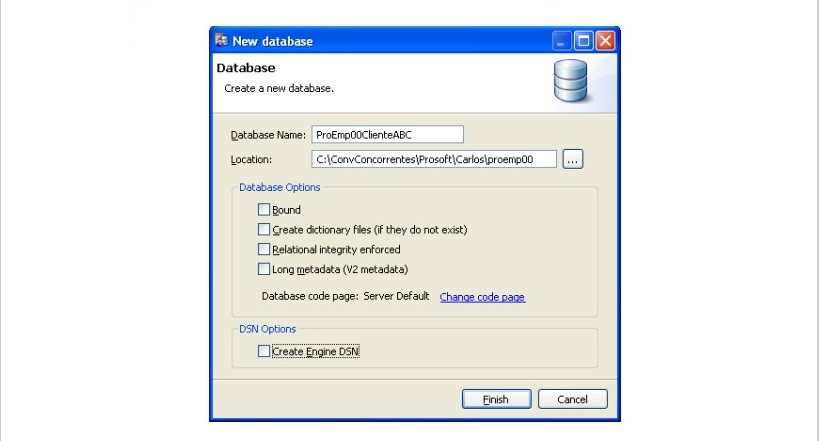 New database
Database
Create a new database.
Database Name: ProEmp00ClienteABC
Location: C:\ConvConcorrentes\Prosoft\Carlos\proemp00 ...
Database Options
Bound
Create dictionary files (if they do not exist)
Relational integrity enforced
Long metadata (V2 metadata)
Database code page: Server Default Change code page
DSN Options
Create Engine DSN
Finish Cancel